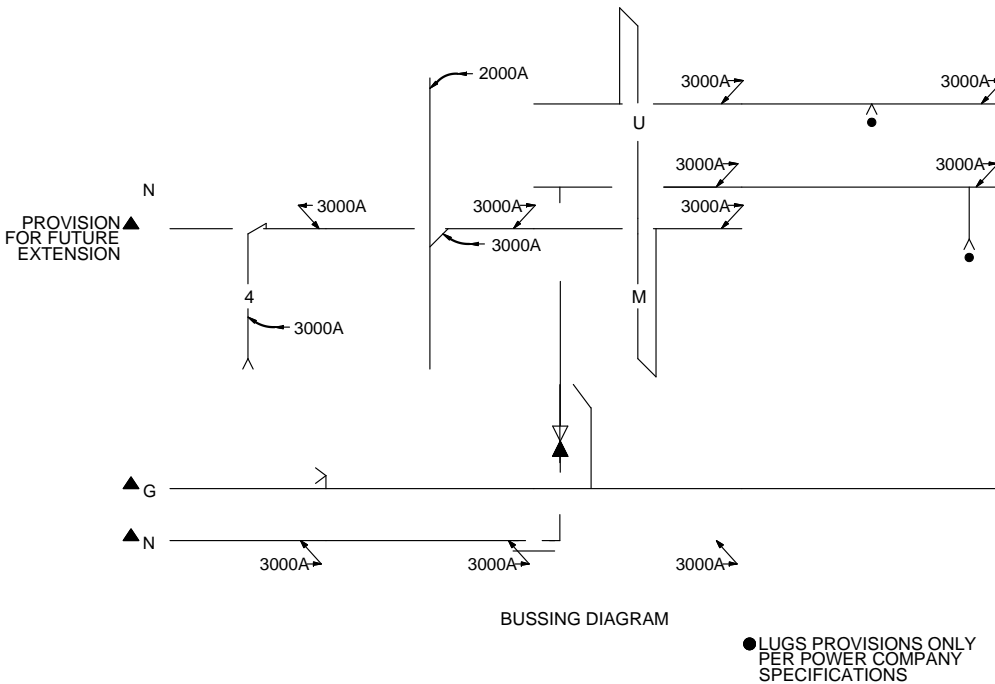 2000A
3000A
3000A
U
3000A
3000A
N
3000A
3000A
3000A
PROVISION
FOR FUTURE
EXTENSION
3000A
4
M
3000A
G
N
3000A
3000A
3000A
BUSSING DIAGRAM
LUGS PROVISIONS ONLY
PER POWER COMPANY
SPECIFICATIONS